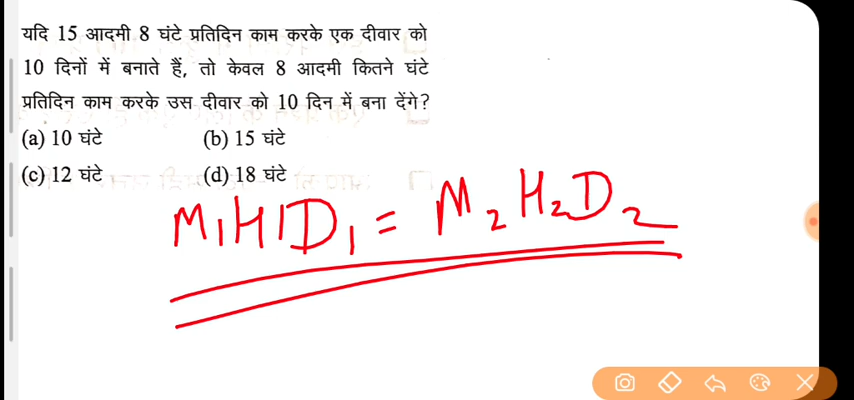 यदि 15 आदमी 8 घंटे प्रतिदिन काम करके एक दीवार को
10 दिनों में बनाते हैं, तो केवल 8 आदमी कितने घंटे
प्रतिदिन काम करके उस दीवार को 10 दिन में बना देंगे?
(a) 10 घंटे (b) 15 घंटे
(c) 12 घंटे (d) 18 घंटे
M1H1D1 = M2H2D2